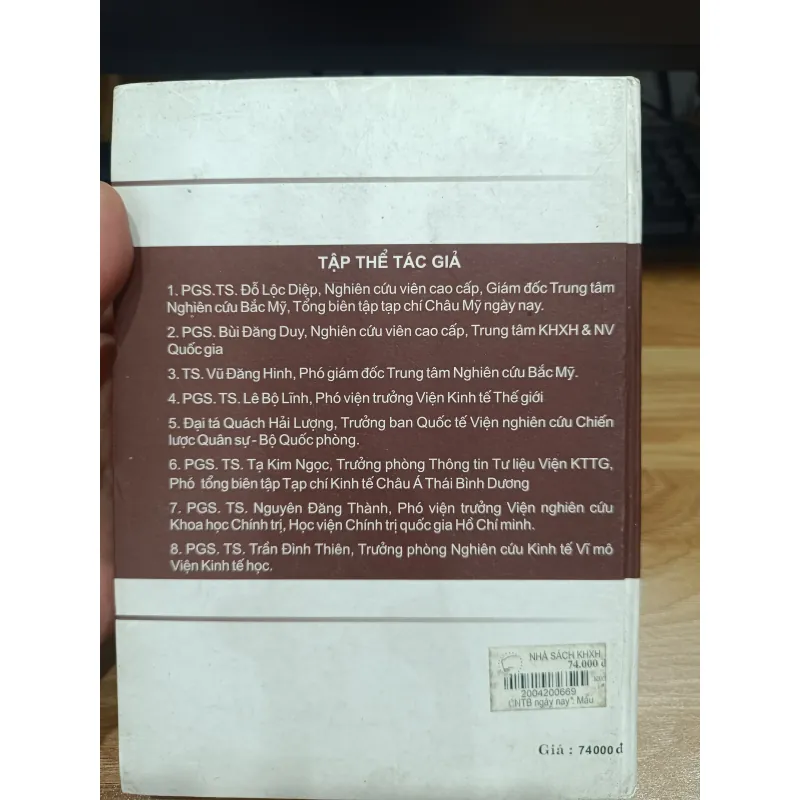 TẬP THỂ TÁC GIẢ
1. PGS.TS. Đỗ Lộc Diệp, Nghiên cứu viên cao cấp, Giám đốc Trung tâm
Nghiên cứu Bắc Mỹ, Tổng biên tập tạp chí Châu Mỹ ngày nay.
2. PGS. Bùi Đăng Duy, Nghiên cứu viên cao cấp, Trung tâm KHXH & NV
Quốc gia
3. TS. Vũ Đăng Hinh, Phó giám đốc Trung tâm Nghiên cứu Bắc Mỹ.
4. PGS. TS. Lê Bộ Lĩnh, Phó viện trưởng Viện Kinh tế Thế giới
5. Đại tá Quách Hải Lượng, Trưởng ban Quốc tế Viện nghiên cứu Chiến
lược Quân sự - Bộ Quốc phòng.
6. PGS. TS. Tạ Kim Ngọc, Trưởng phòng Thông tin Tư liệu Viện KTTG,
Phó tổng biên tập Tạp chí Kinh tế Châu Á Thái Bình Dương
7. PGS. TS. Nguyên Đăng Thành, Phó viện trưởng Viện nghiên cứu
Khoa học Chính trị, Học viện Chính trị quốc gia Hồ Chí minh.
8. PGS. TS. Trần Đình Thiên, Trưởng phòng Nghiên cứu Kinh tế Vĩ mô
Viện Kinh tế học.
NHÀ SÁCH KHXH
74.000 đ
2004200669
CHTB ngày nay": Mấu
Giá : 74000 đ